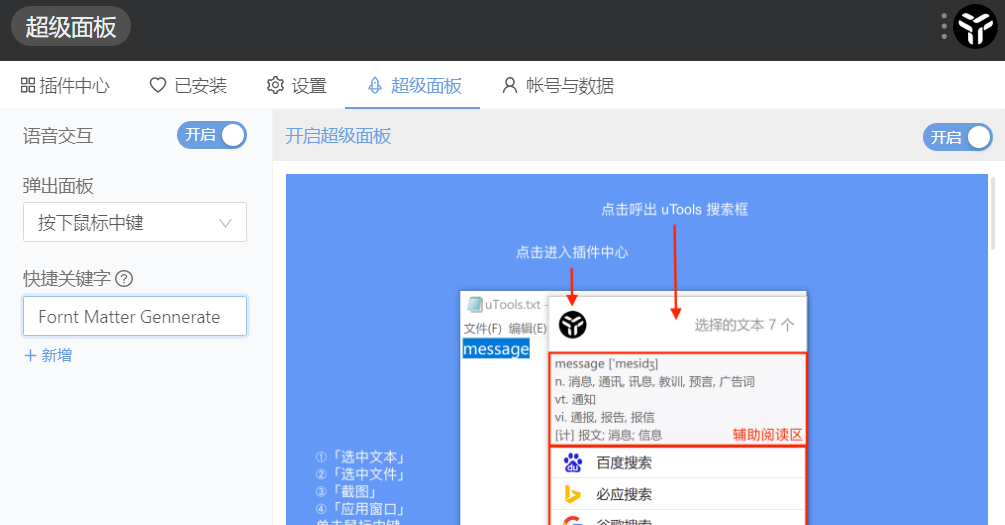 超级面板
插件中心
已安装
设置
超级面板
帐号与数据
语音交互
开启
开启超级面板
开启
弹出面板
按下鼠标中键
快捷关键字
Fornt Matter Gennerate
+ 新增
点击呼出 uTools 搜索框
点击进入插件中心
uTools.txt -
文件(F) 编辑(E)
message
选择的文本 7 个
message ['mesidʒ]
n. 消息, 通讯, 讯息, 教训, 预言, 广告词
vt. 通知
vi. 通报, 报告, 报信
[计] 报文; 消息; 信息
辅助阅读区
百度搜索
必应搜索
谷歌搜索
①「选中文本」
②「选中文件」
③「截图」
④「应用窗口」
单击鼠标中键